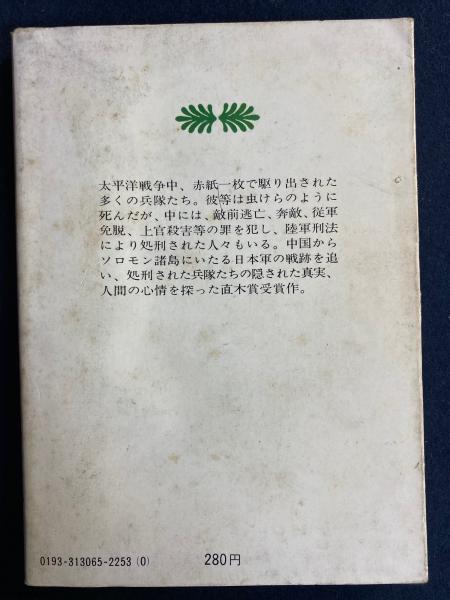 太平洋戦争中、赤紙一枚で駆り出された
多くの兵隊たち。彼等は虫けらのように
死んだが、中には、敵前逃亡、奔敵、従軍
免脱、上官殺害等の罪を犯し、陸軍刑法
により処刑された人々もいる。中国から
ソロモン諸島にいたる日本軍の戦跡を追
い、処刑された兵隊たちの隠された真実、
人間の心情を探った直木賞受賞作。
0193-313065-2253(0)
280円